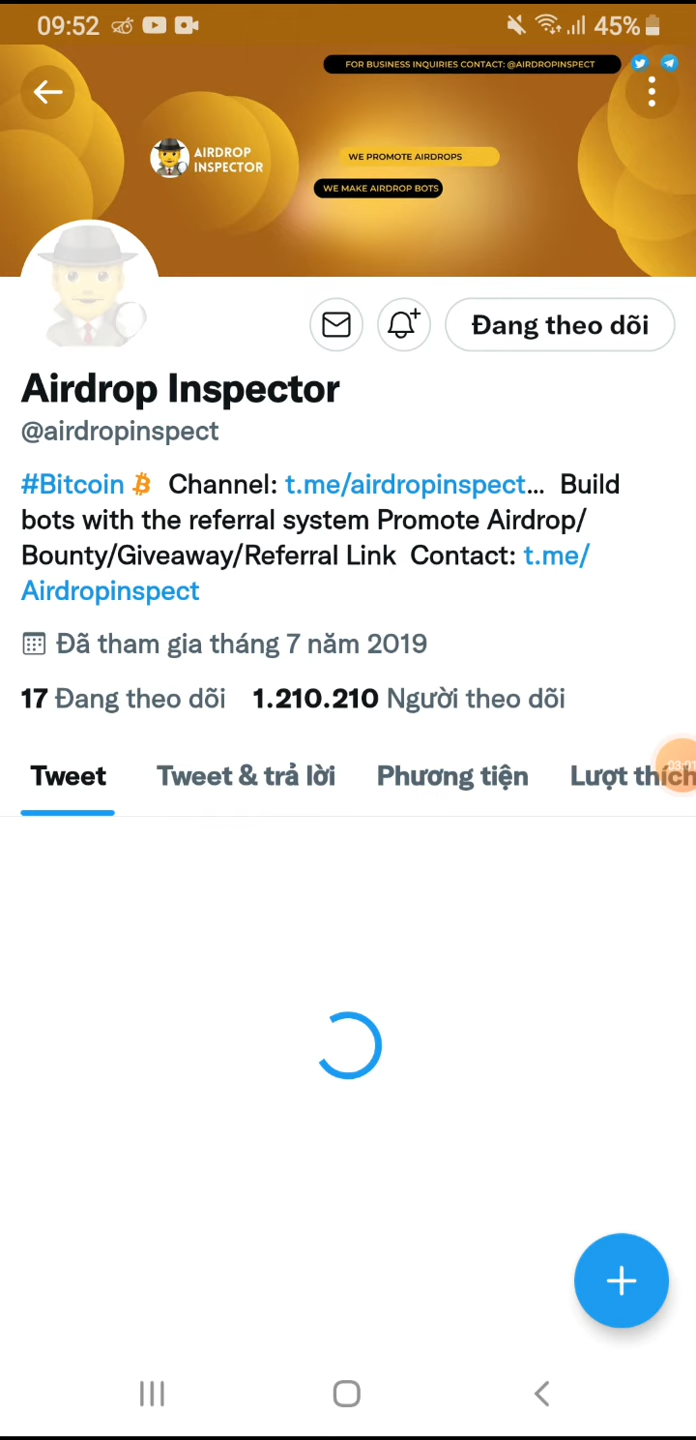 09:52 45%
FOR BUSINESS INQUIRIES CONTACT: @AIRDROPINSPECT
AIRDROP
INSPECTOR
WE PROMOTE AIRDROPS
WE MAKE AIRDROP BOTS
Đang theo dõi
Airdrop Inspector
@airdropinspect
#Bitcoin Channel: t.me/airdropinspect... Build
bots with the referral system Promote Airdrop/
Bounty/Giveaway/Referral Link Contact: t.me/
Airdropinspect
Đã tham gia tháng 7 năm 2019
17 Đang theo dõi 1.210.210 Người theo dõi
Tweet Tweet & trả lời Phương tiện Lượt thích